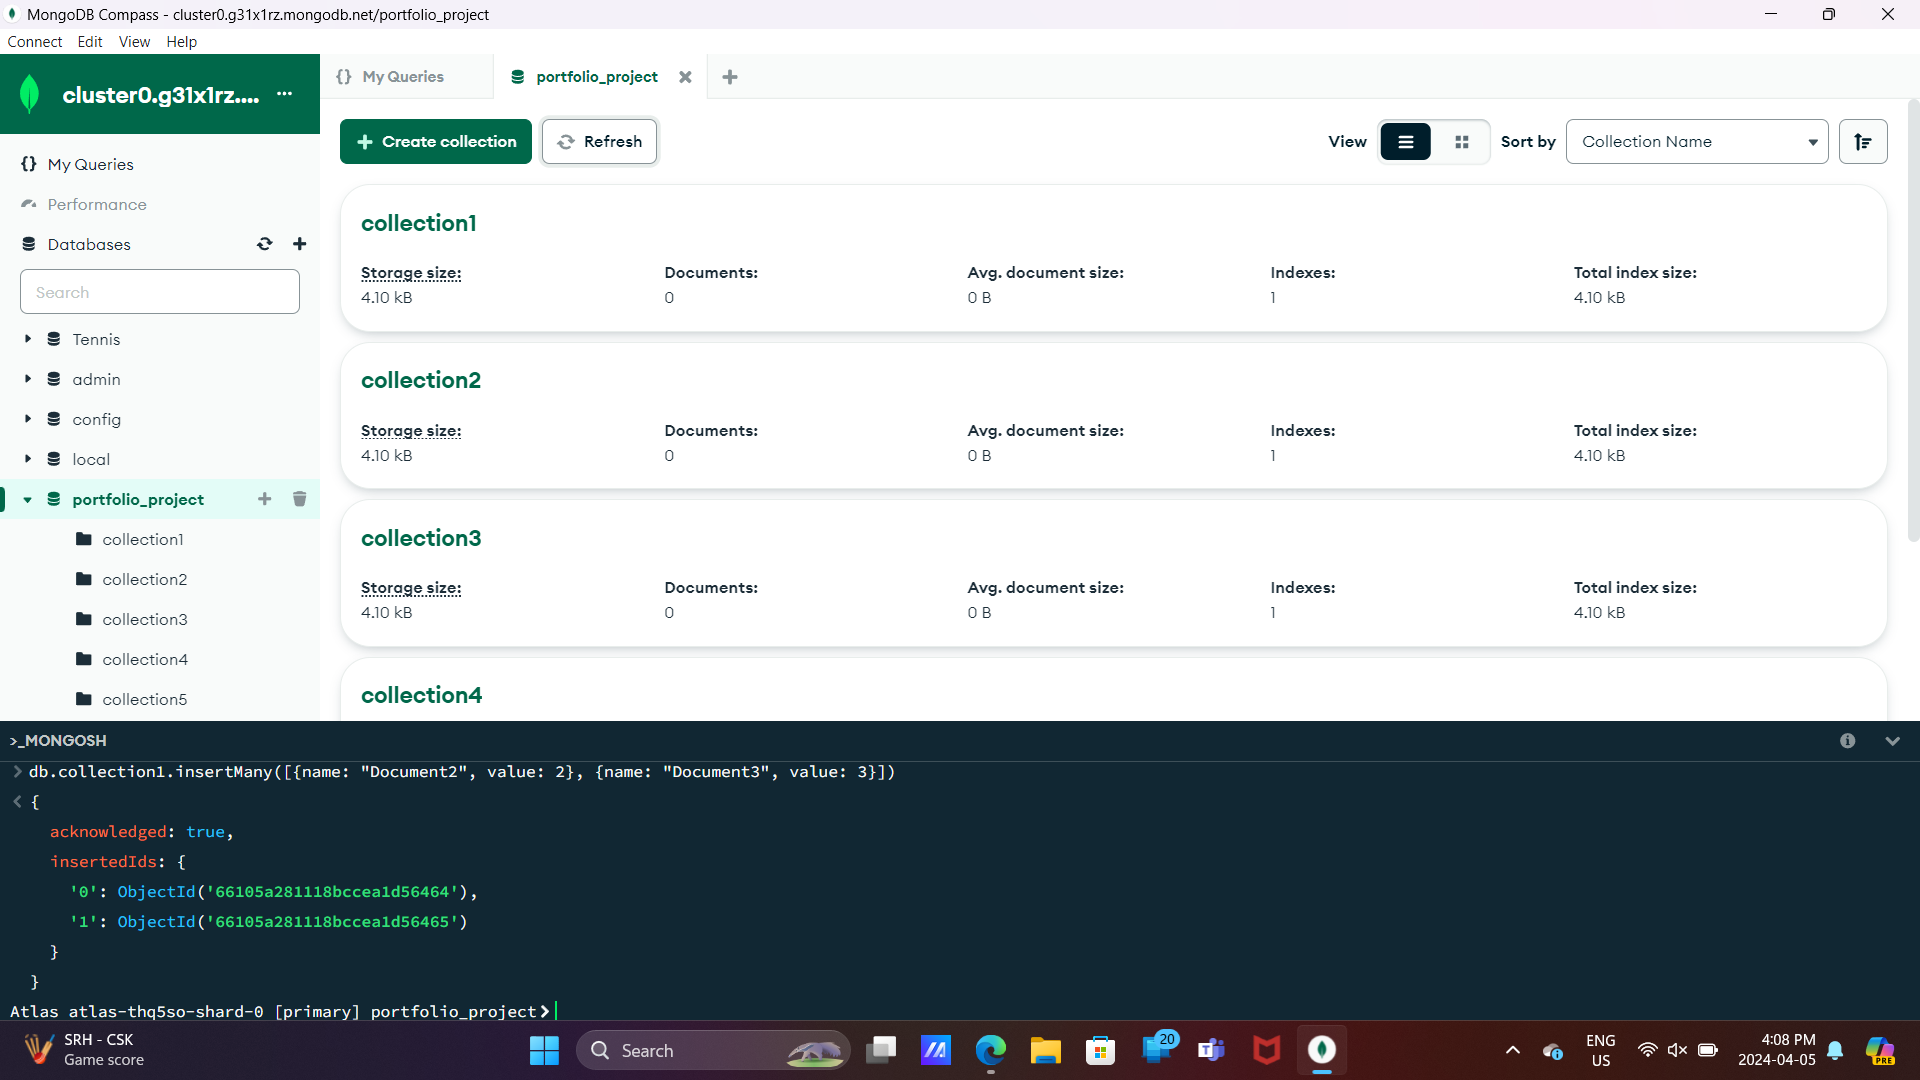 MongoDB Compass - cluster0.g31x1rz.mongodb.net/portfolio_project
Connect Edit View Help
cluster0.g31x1rz.... ...
My Queries
Performance
Databases
Search
Tennis
admin
config
local
portfolio_project
collection1
collection2
collection3
collection4
collection5
{} My Queries
portfolio_project
Create collection
Refresh
View
Sort by
Collection Name
collection1
Storage size: Documents: Avg. document size: Indexes: Total index size:
4.10 kB 0 0 B 1 4.10 kB
collection2
Storage size: Documents: Avg. document size: Indexes: Total index size:
4.10 kB 0 0 B 1 4.10 kB
collection3
Storage size: Documents: Avg. document size: Indexes: Total index size:
4.10 kB 0 0 B 1 4.10 kB
collection4
>_MONGOSH
> db.collection1.insertMany([{name: "Document2", value: 2}, {name: "Document3", value: 3}])
< {
acknowledged: true,
insertedIds: {
'0': ObjectId('66105a281118bccea1d56464'),
'1': ObjectId('66105a281118bccea1d56465')
}
}
Atlas atlas-thq5so-shard-0 [primary] portfolio_project>
SRH - CSK
Game score
Search
20
ENG
US
4:08 PM
2024-04-05
PRE